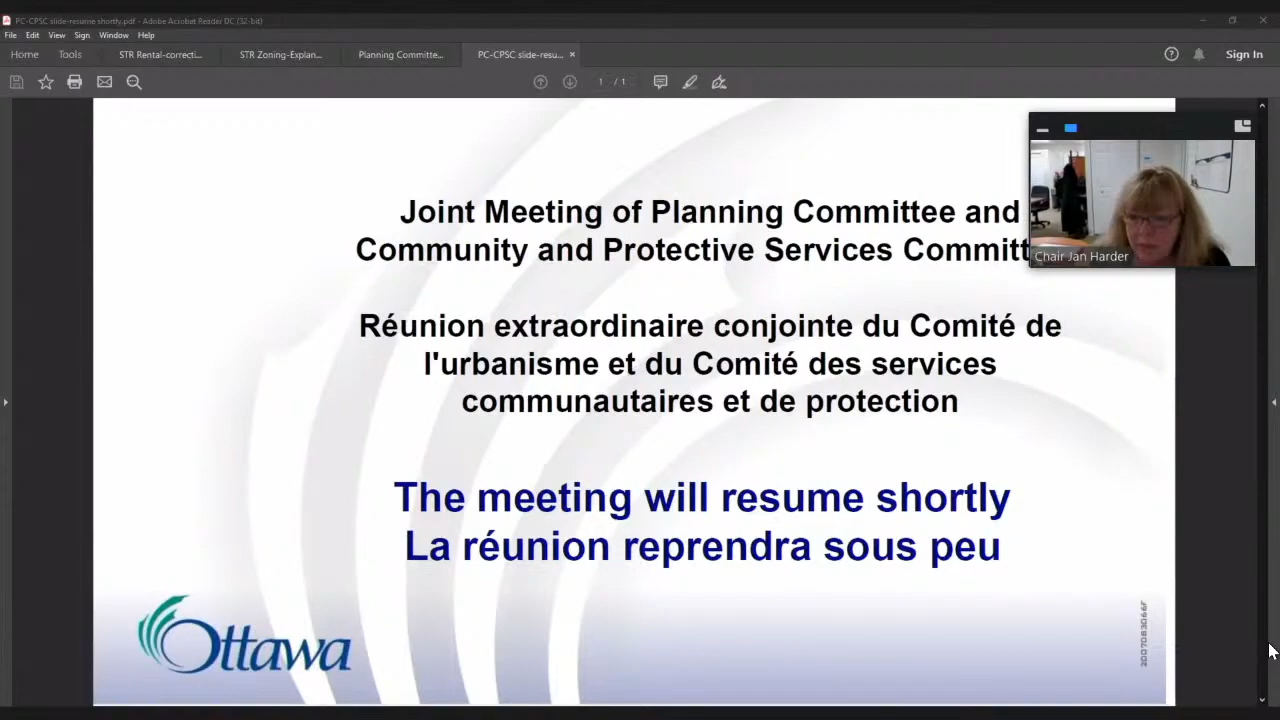 PC-CPSC slide-resume shortly.pdf - Adobe Acrobat Reader DC (32-bit)
File Edit View Sign Window Help
Home Tools STR Rental-correcti... STR Zoning-Explan... Planning Committe... PC-CPSC slide-resu... × Sign In
1 / 1
Joint Meeting of Planning Committee and
Community and Protective Services Committ
Chair Jan Harder
Réunion extraordinaire conjointe du Comité de
l'urbanisme et du Comité des services
communautaires et de protection
The meeting will resume shortly
La réunion reprendra sous peu
Ottawa
2007083066F